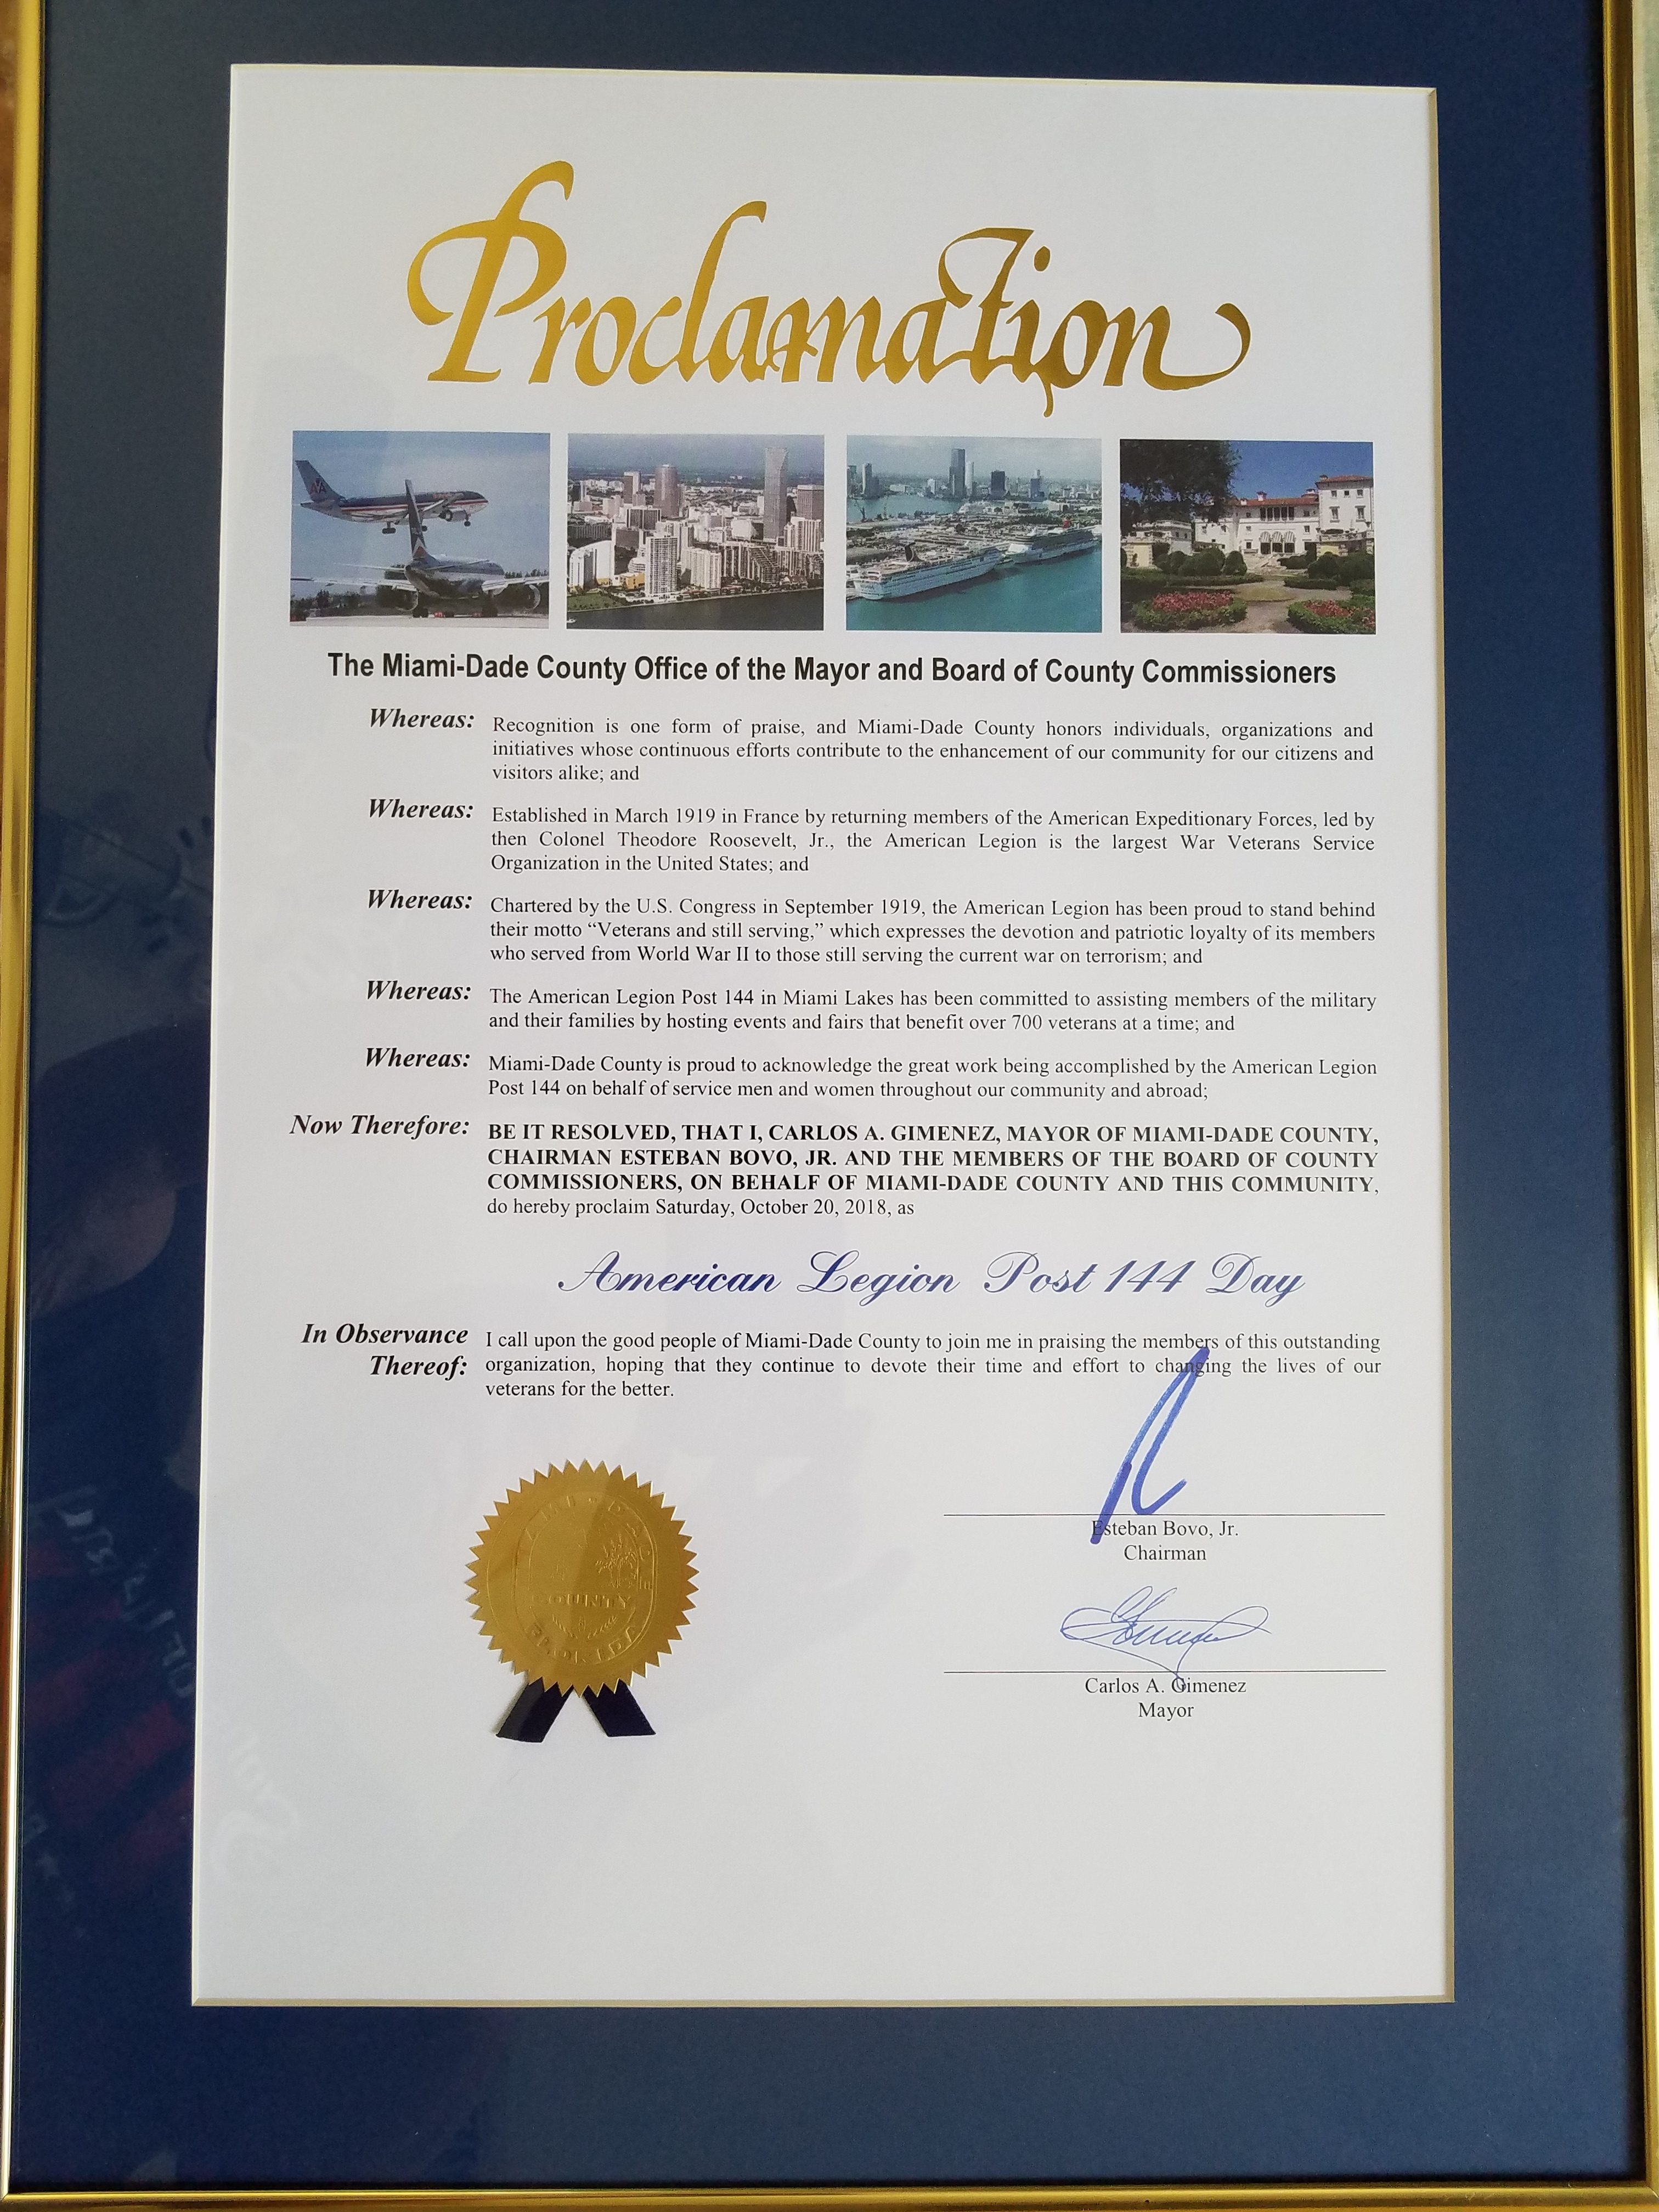 Proclamation
The Miami-Dade County Office of the Mayor and Board of County Commissioners
Whereas: Recognition is one form of praise, and Miami-Dade County honors individuals, organizations and
initiatives whose continuous efforts contribute to the enhancement of our community for our citizens and
visitors alike; and
Whereas: Established in March 1919 in France by returning members of the American Expeditionary Forces, led by
then Colonel Theodore Roosevelt, Jr., the American Legion is the largest War Veterans Service
Organization in the United States; and
Whereas: Chartered by the U.S. Congress in September 1919, the American Legion has been proud to stand behind
their motto “Veterans and still serving,” which expresses the devotion and patriotic loyalty of its members
who served from World War II to those still serving the current war on terrorism; and
Whereas: The American Legion Post 144 in Miami Lakes has been committed to assisting members of the military
and their families by hosting events and fairs that benefit over 700 veterans at a time; and
Whereas: Miami-Dade County is proud to acknowledge the great work being accomplished by the American Legion
Post 144 on behalf of service men and women throughout our community and abroad;
Now Therefore: BE IT RESOLVED, THAT I, CARLOS A. GIMENEZ, MAYOR OF MIAMI-DADE COUNTY,
CHAIRMAN ESTEBAN BOVO, JR. AND THE MEMBERS OF THE BOARD OF COUNTY
COMMISSIONERS, ON BEHALF OF MIAMI-DADE COUNTY AND THIS COMMUNITY,
do hereby proclaim Saturday, October 20, 2018, as
American Legion Post 144 Day
In Observance Thereof: I call upon the good people of Miami-Dade County to join me in praising the members of this outstanding
organization, hoping that they continue to devote their time and effort to changing the lives of our
veterans for the better.
MIAMI-DADE
COUNTY
FLORIDA
Esteban Bovo, Jr.
Chairman
Carlos A. Gimenez
Mayor